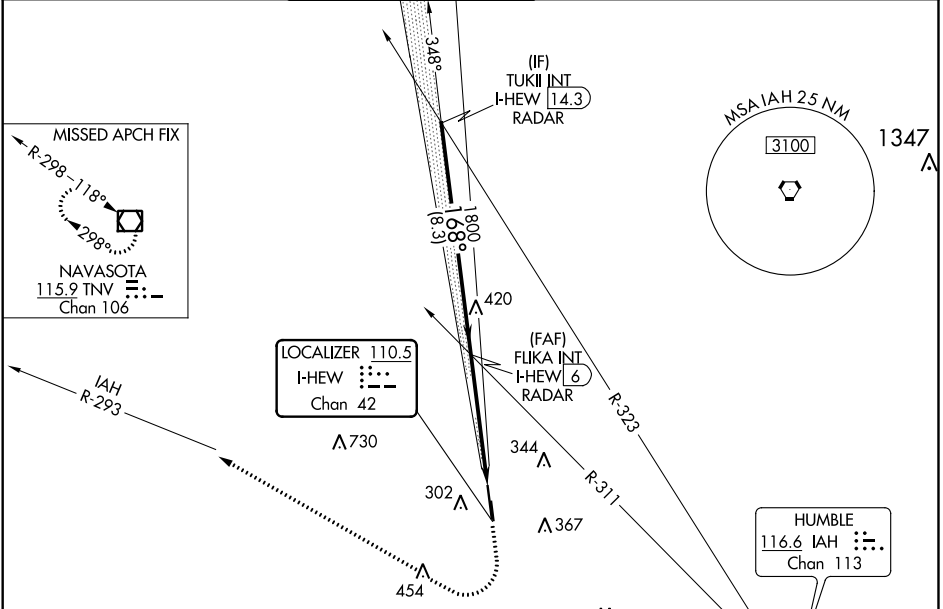 348°
(IF)
TUKII INT
I-HEW 14.3
RADAR
MSA IAH 25 NM
3100
1347
MISSED APCH FIX
R-298
118°
298°
NAVASOTA
115.9 TNV
Chan 106
1800
168°
(8.3)
420
LOCALIZER 110.5
I-HEW
Chan 42
(FAF)
FLIKA INT
I-HEW 6
RADAR
IAH
R-293
R-323
730
344
R-311
302
367
HUMBLE
116.6 IAH
Chan 113
454